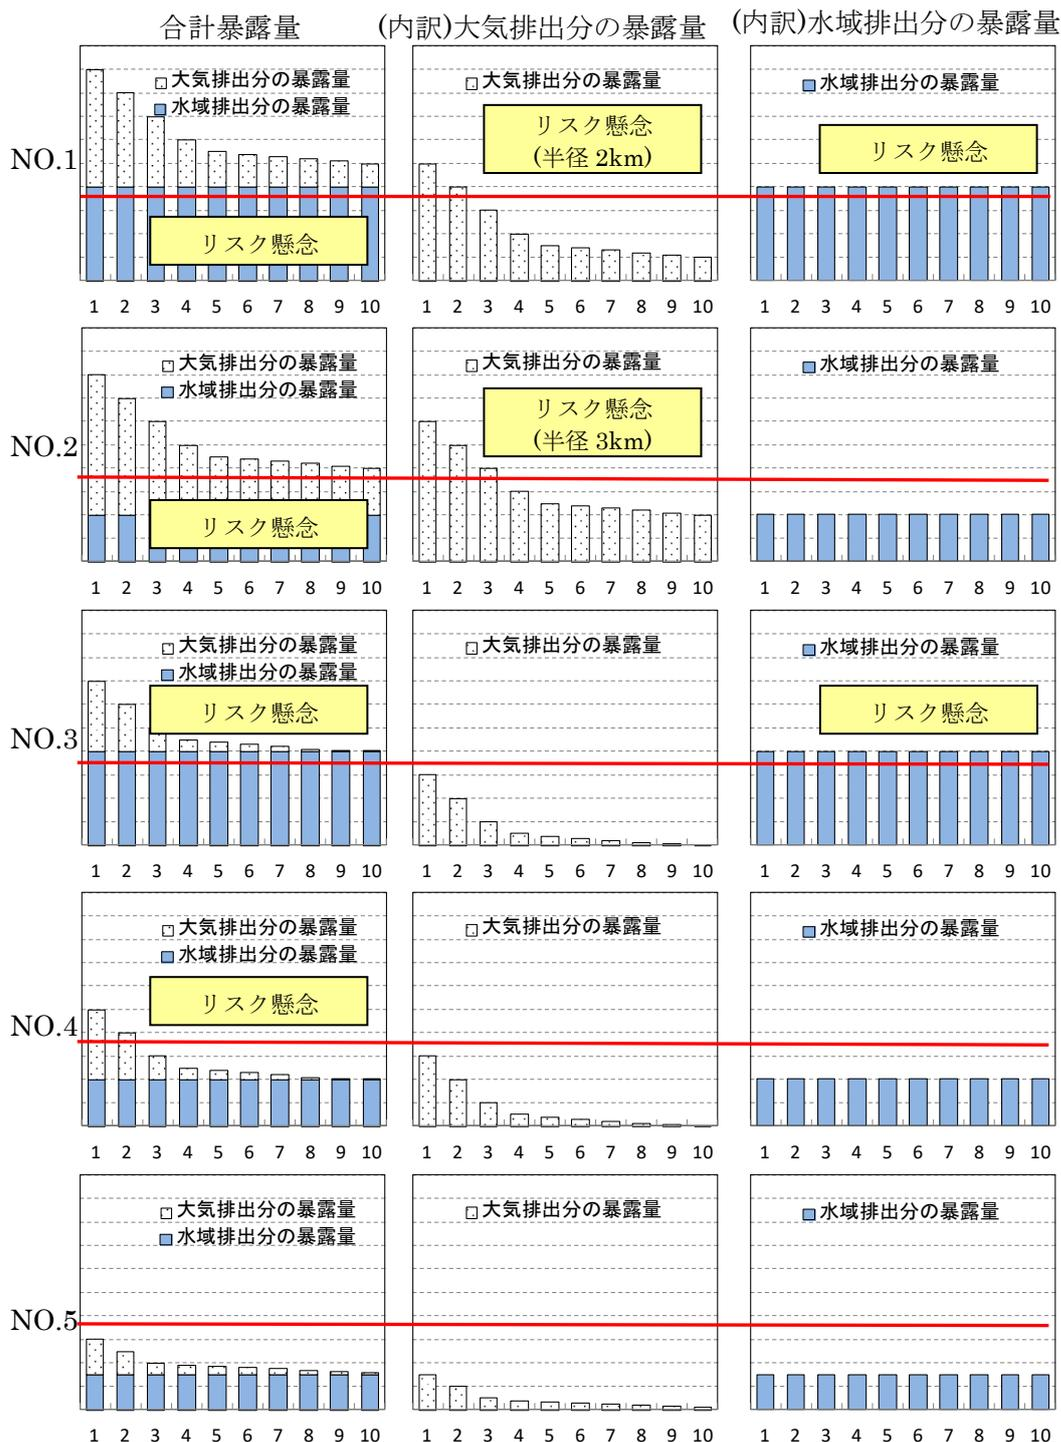 合計暴露量 (内訳)大気排出分の暴露量 (内訳)水域排出分の暴露量
大気排出分の暴露量
水域排出分の暴露量
大気排出分の暴露量
水域排出分の暴露量
NO.1
リスク懸念
リスク懸念
(半径 2km)
リスク懸念
1 2 3 4 5 6 7 8 9 10 1 2 3 4 5 6 7 8 9 10 1 2 3 4 5 6 7 8 9 10
大気排出分の暴露量
水域排出分の暴露量
大気排出分の暴露量
水域排出分の暴露量
NO.2
リスク懸念
リスク懸念
(半径 3km)
1 2 3 4 5 6 7 8 9 10 1 2 3 4 5 6 7 8 9 10 1 2 3 4 5 6 7 8 9 10
大気排出分の暴露量
水域排出分の暴露量
大気排出分の暴露量
水域排出分の暴露量
NO.3
リスク懸念
リスク懸念
1 2 3 4 5 6 7 8 9 10 1 2 3 4 5 6 7 8 9 10 1 2 3 4 5 6 7 8 9 10
大気排出分の暴露量
水域排出分の暴露量
大気排出分の暴露量
水域排出分の暴露量
NO.4
リスク懸念
1 2 3 4 5 6 7 8 9 10 1 2 3 4 5 6 7 8 9 10 1 2 3 4 5 6 7 8 9 10
大気排出分の暴露量
水域排出分の暴露量
大気排出分の暴露量
水域排出分の暴露量
NO.5
1 2 3 4 5 6 7 8 9 10 1 2 3 4 5 6 7 8 9 10 1 2 3 4 5 6 7 8 9 10